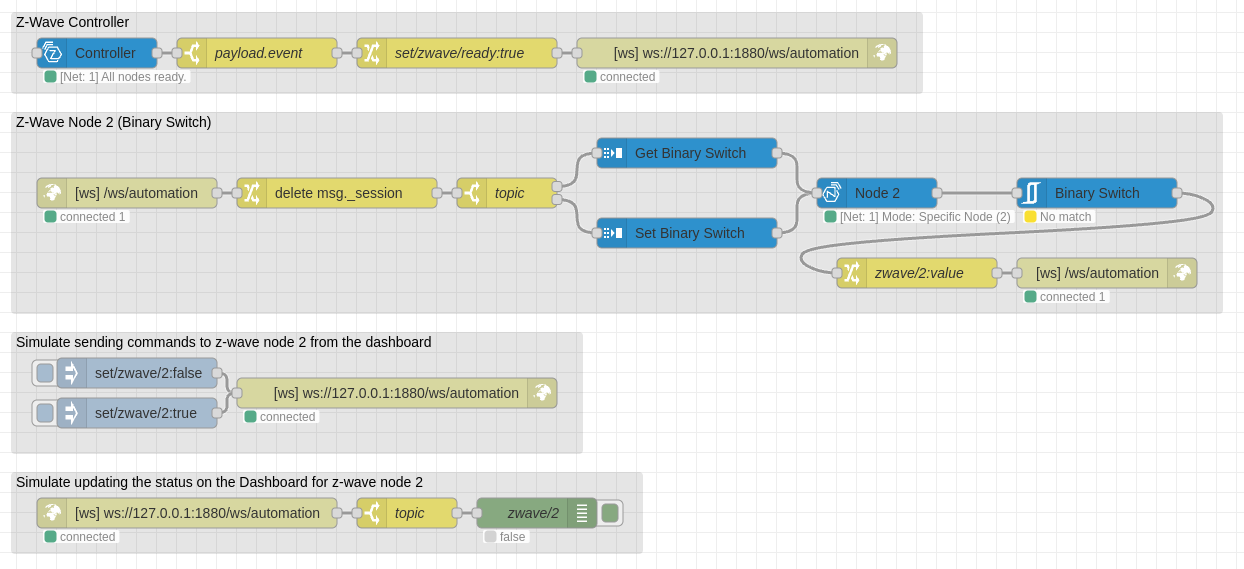 Z-Wave Controller
Controller
payload.event
set/zwave/ready:true
[ws] ws://127.0.0.1:1880/ws/automation
[Net: 1] All nodes ready.
connected
Z-Wave Node 2 (Binary Switch)
Get Binary Switch
[ws] /ws/automation
delete msg._session
topic
Node 2
Binary Switch
connected 1
[Net: 1] Mode: Specific Node (2)
No match
Set Binary Switch
zwave/2:value
[ws] /ws/automation
connected 1
Simulate sending commands to z-wave node 2 from the dashboard
set/zwave/2:false
[ws] ws://127.0.0.1:1880/ws/automation
set/zwave/2:true
connected
Simulate updating the status on the Dashboard for z-wave node 2
[ws] ws://127.0.0.1:1880/ws/automation
topic
zwave/2
connected
false